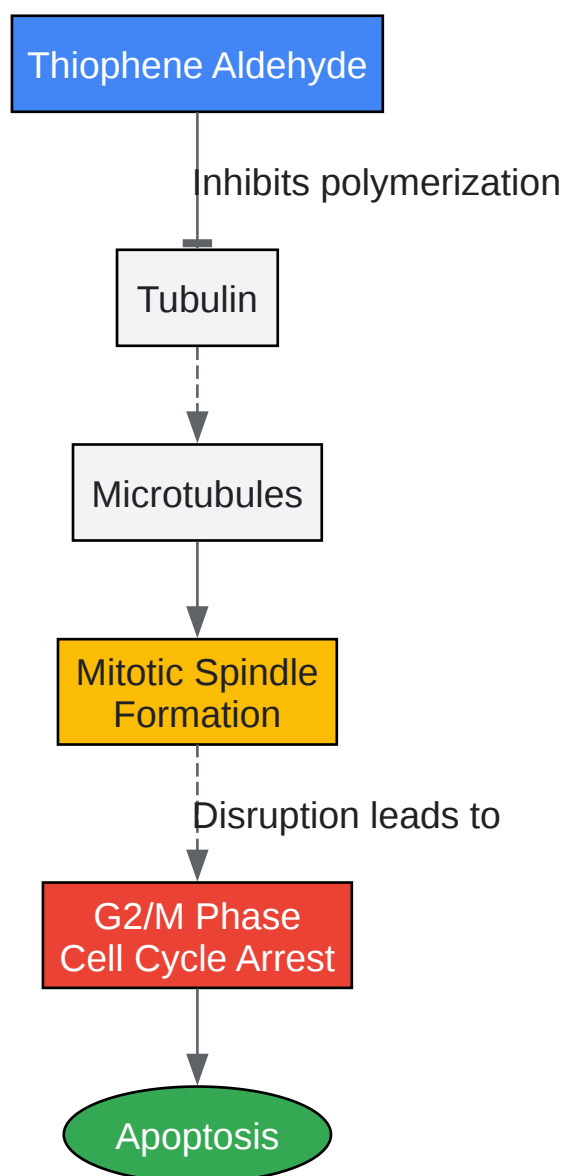 Thiophene Aldehyde
Inhibits polymerization
Tubulin
Microtubules
Mitotic Spindle
Formation
Disruption leads to
G2/M Phase
Cell Cycle Arrest
Apoptosis